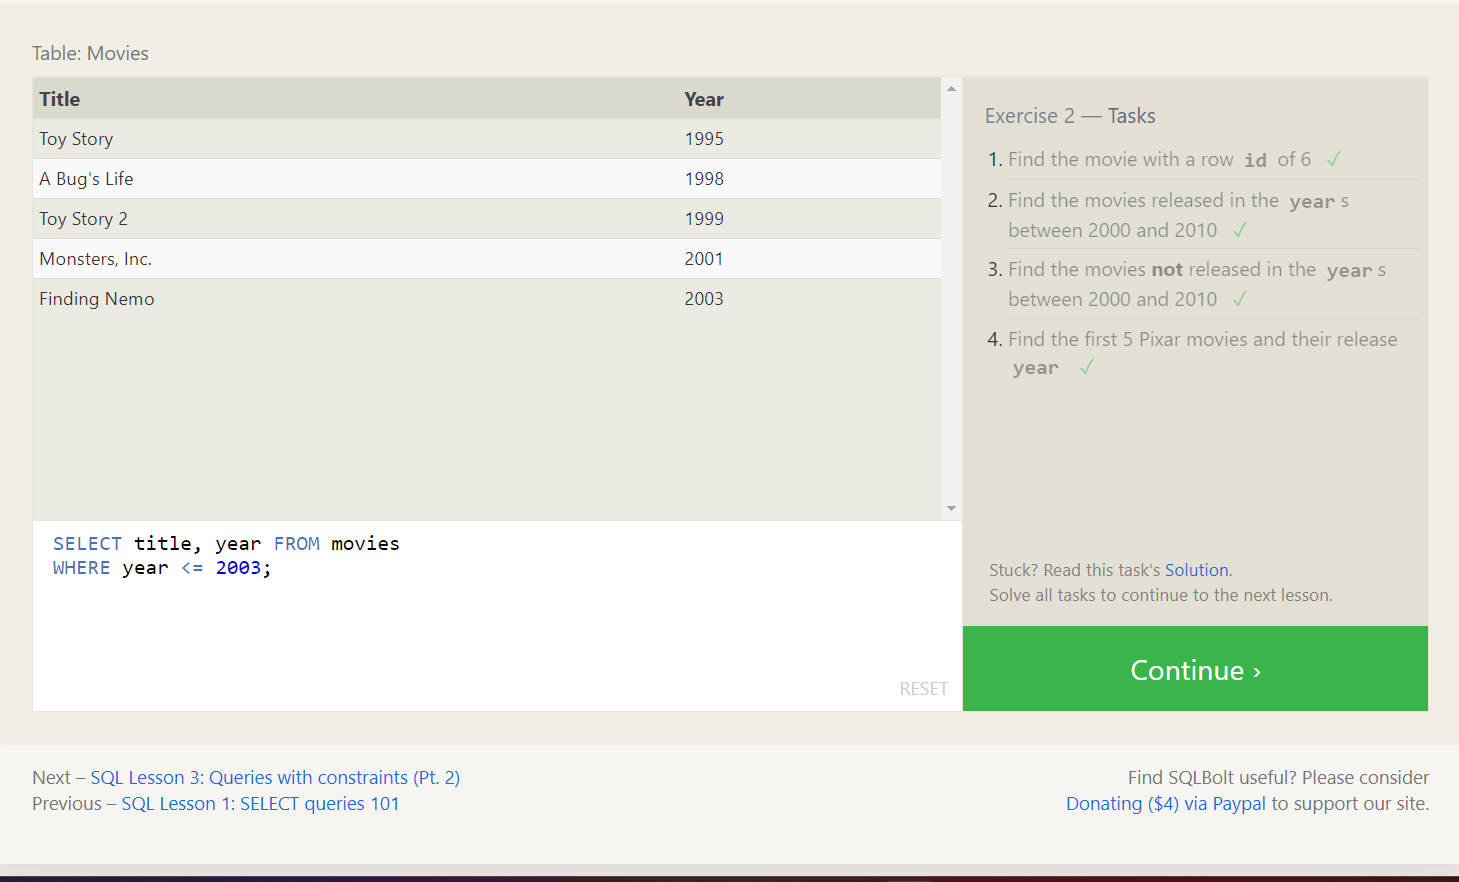 Table: Movies
Title Year
Toy Story 1995
A Bug's Life 1998
Toy Story 2 1999
Monsters, Inc. 2001
Finding Nemo 2003
SELECT title, year FROM movies
WHERE year <= 2003;
RESET
Exercise 2 — Tasks
1. Find the movie with a row id of 6 ✓
2. Find the movies released in the year s
between 2000 and 2010 ✓
3. Find the movies not released in the year s
between 2000 and 2010 ✓
4. Find the first 5 Pixar movies and their release
year ✓
Stuck? Read this task's Solution.
Solve all tasks to continue to the next lesson.
Continue ›
Next – SQL Lesson 3: Queries with constraints (Pt. 2)
Previous – SQL Lesson 1: SELECT queries 101
Find SQLBolt useful? Please consider
Donating ($4) via Paypal to support our site.